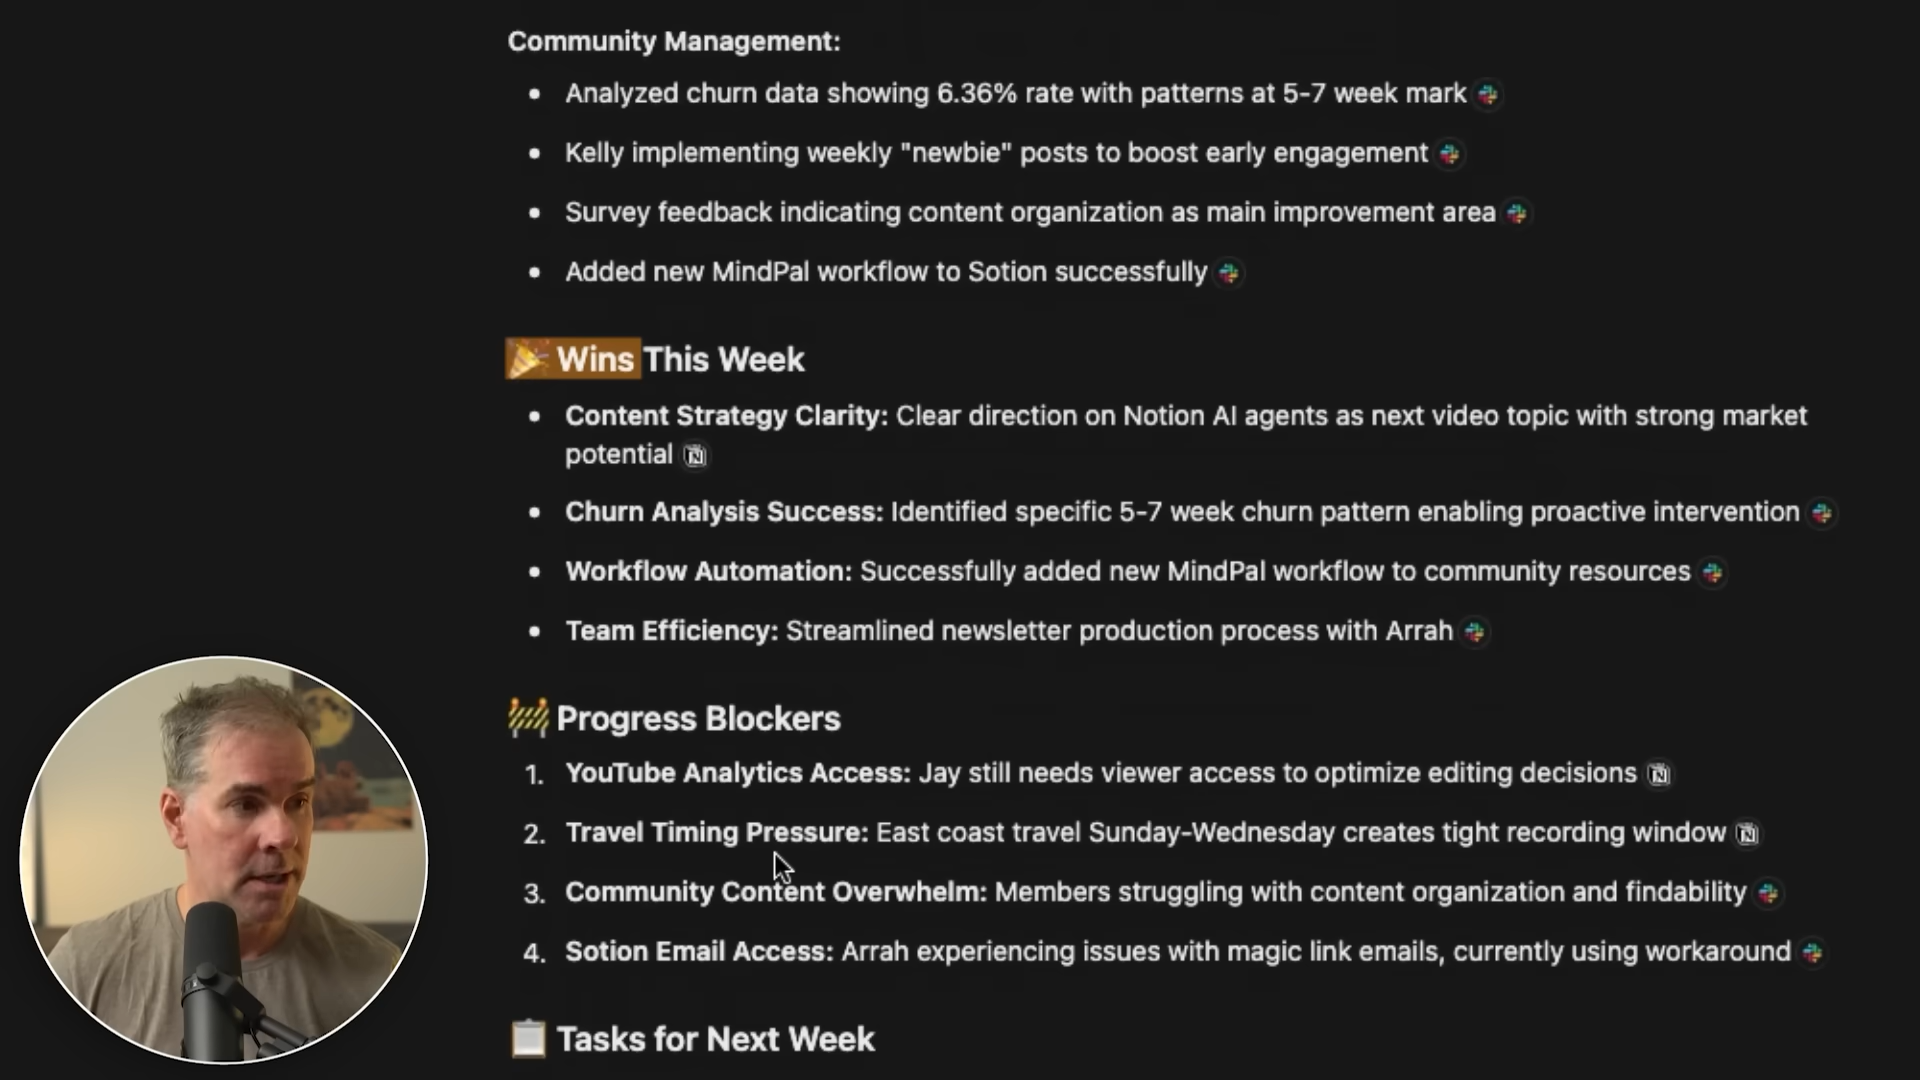 Community Management:
• Analyzed churn data showing 6.36% rate with patterns at 5-7 week mark
• Kelly implementing weekly "newbie" posts to boost early engagement
• Survey feedback indicating content organization as main improvement area
• Added new MindPal workflow to Sotion successfully
🎉 Wins This Week
• Content Strategy Clarity: Clear direction on Notion AI agents as next video topic with strong market
potential
• Churn Analysis Success: Identified specific 5-7 week churn pattern enabling proactive intervention
• Workflow Automation: Successfully added new MindPal workflow to community resources
• Team Efficiency: Streamlined newsletter production process with Arrah
🚧 Progress Blockers
1. YouTube Analytics Access: Jay still needs viewer access to optimize editing decisions
2. Travel Timing Pressure: East coast travel Sunday-Wednesday creates tight recording window
3. Community Content Overwhelm: Members struggling with content organization and findability
4. Sotion Email Access: Arrah experiencing issues with magic link emails, currently using workaround
📋 Tasks for Next Week